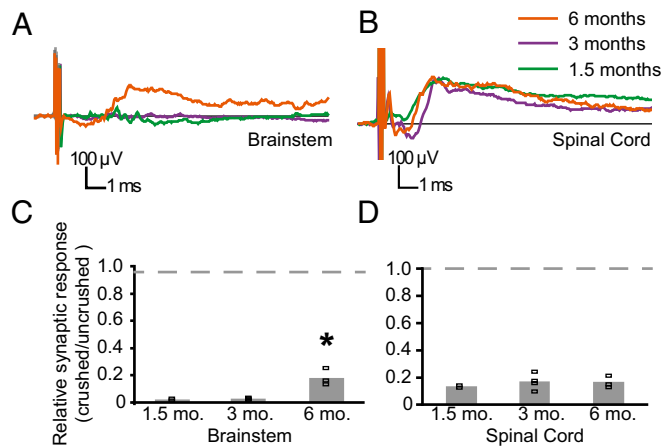 A
B
6 months
3 months
1.5 months
Brainstem
Spinal Cord
100 µV
1 ms
100 µV
1 ms
C
D
Relative synaptic response
(crushed/uncrushed )
1.0
0.8
0.6
0.4
0.2
0
*
1.5 mo. 3 mo. 6 mo.
Brainstem
1.0
0.8
0.6
0.4
0.2
0
1.5 mo. 3 mo. 6 mo.
Spinal Cord